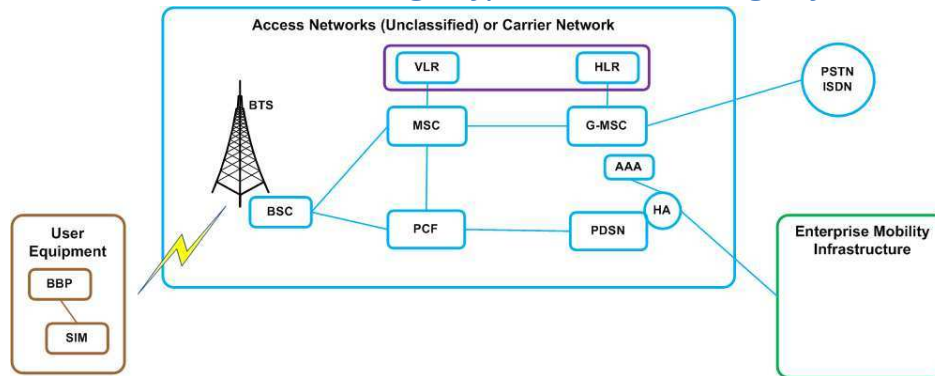 Access Networks (Unclassified) or Carrier Network
VLR
HLR
PSTN
ISDN
BTS
MSC
G-MSC
AAA
BSC
HA
PCF
PDSN
User
Equipment
BBP
SIM
Enterprise Mobility
Infrastructure